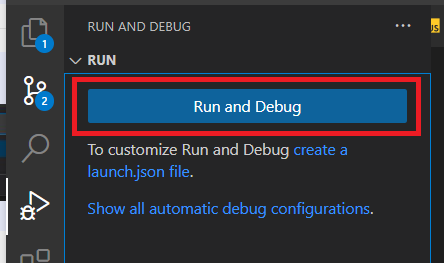 RUN AND DEBUG
RUN
Run and Debug
To customize Run and Debug create a
launch.json file.
Show all automatic debug configurations.
1
2